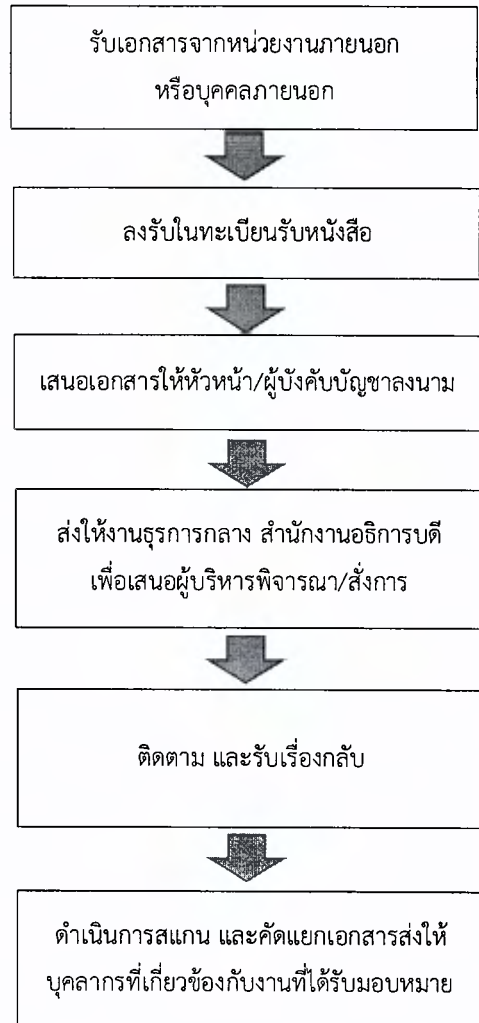 รับเอกสารจากหน่วยงานภายนอก
หรือบุคคลภายนอก
ลงรับในทะเบียนรับหนังสือ
เสนอเอกสารให้หัวหน้า/ผู้บังคับบัญชาลงนาม
ส่งให้งานธุรการกลาง สำนักงานอธิการบดี
เพื่อเสนอผู้บริหารพิจารณา/สั่งการ
ติดตาม และรับเรื่องกลับ
ดำเนินการสแกน และคัดแยกเอกสารส่งให้
บุคลากรที่เกี่ยวข้องกับงานที่ได้รับมอบหมาย